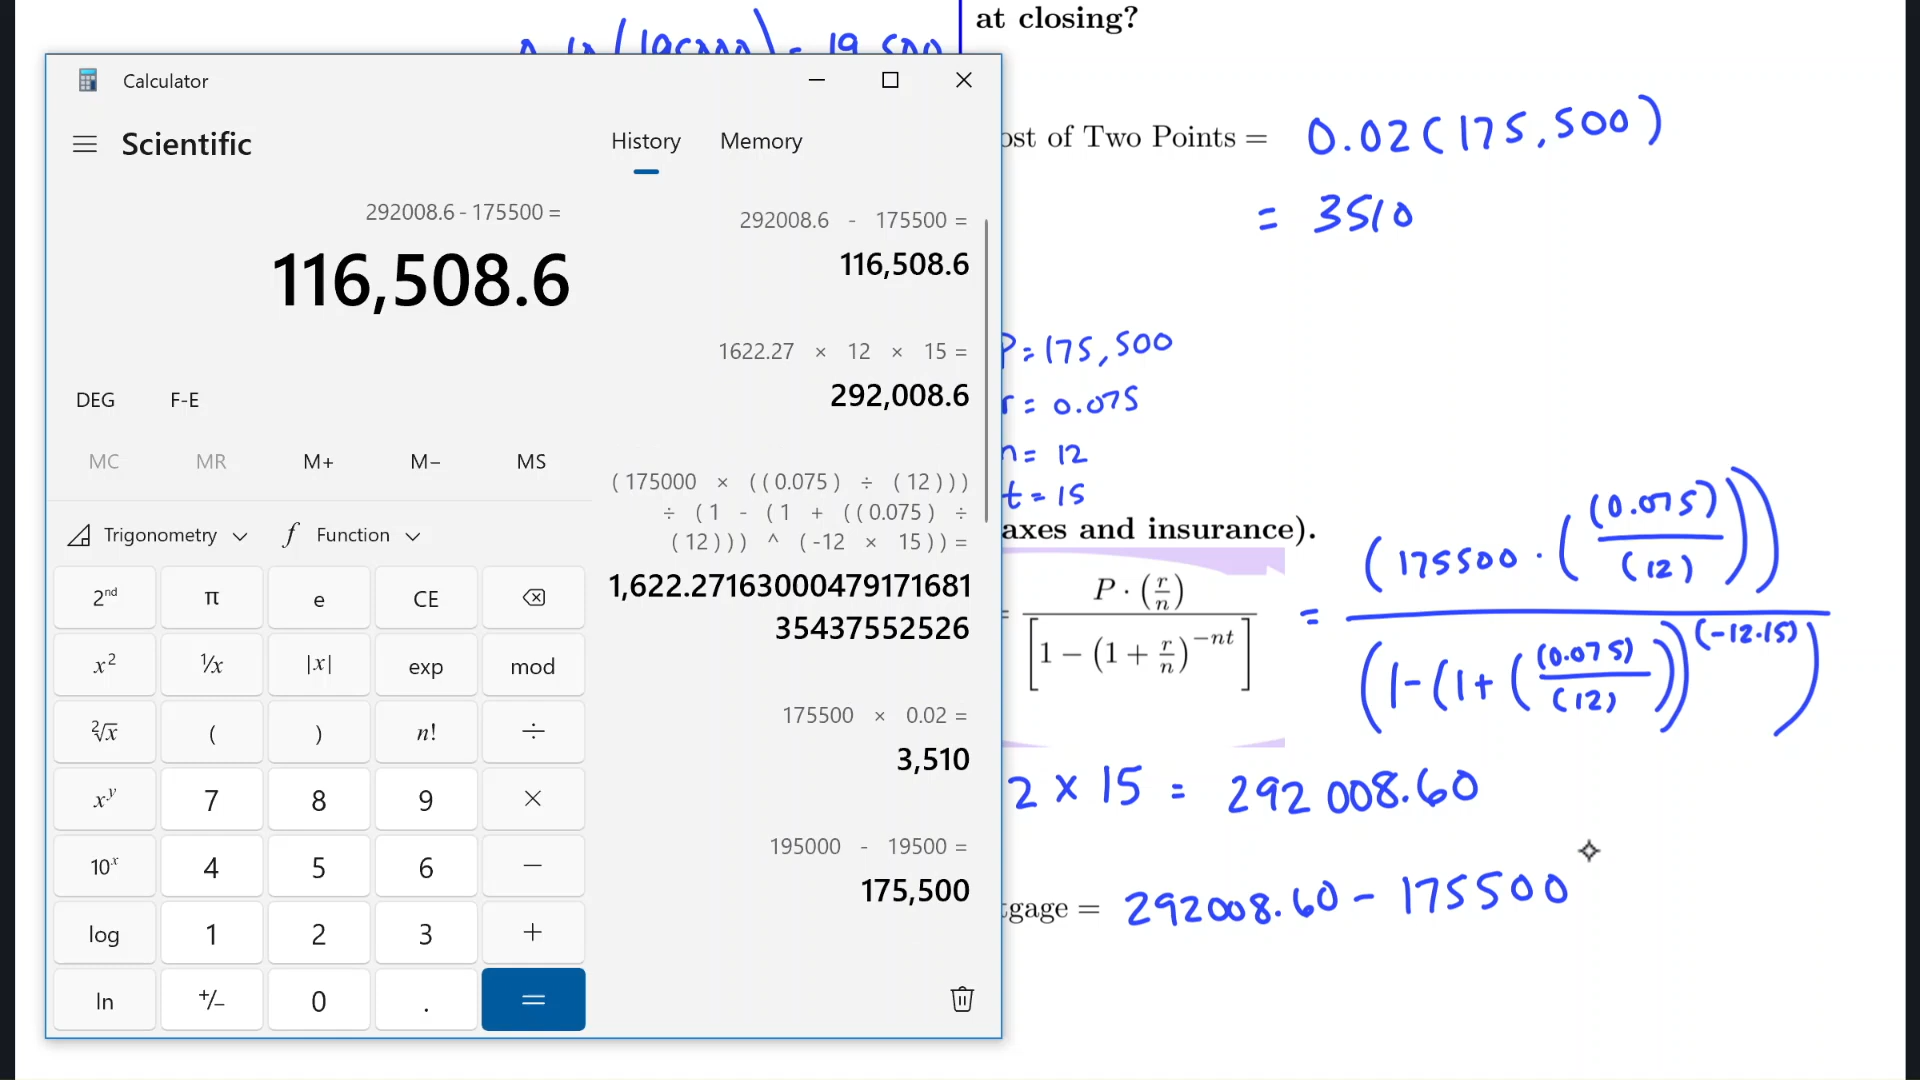 at closing?
0.10(195000) = 19,500
Calculator
Scientific
292008.6 - 175500 =
116,508.6
DEG F-E
MC MR M+ M− MS
Trigonometry Function
2nd π e CE
x² ¹⁄x |x| exp mod
²√x ( ) n! ÷
xʸ 7 8 9 ×
10ˣ 4 5 6 −
log 1 2 3 +
ln +/− 0 . =
History Memory
292008.6 - 175500 =
116,508.6
1622.27 × 12 × 15 =
292,008.6
( 175000 × ( ( 0.075 ) ÷ ( 12 ) ) )
÷ ( 1 - ( 1 + ( ( 0.075 ) ÷
( 12 ) ) ) ^ ( -12 × 15 ) ) =
1,622.27163000479171681
35437552526
175500 × 0.02 =
3,510
195000 - 19500 =
175,500
ost of Two Points = 0.02(175,500)
= 3510
P = 175,500
r = 0.075
n = 12
t = 15
axes and insurance).
= P · (r/n) / [1 − (1 + r/n)^−nt] = (175500 · ((0.075)/(12))) / (1-(1+((0.075)/(12)))^(-12·15))
2 x 15 = 292 008.60
tgage = 292008.60 - 175500